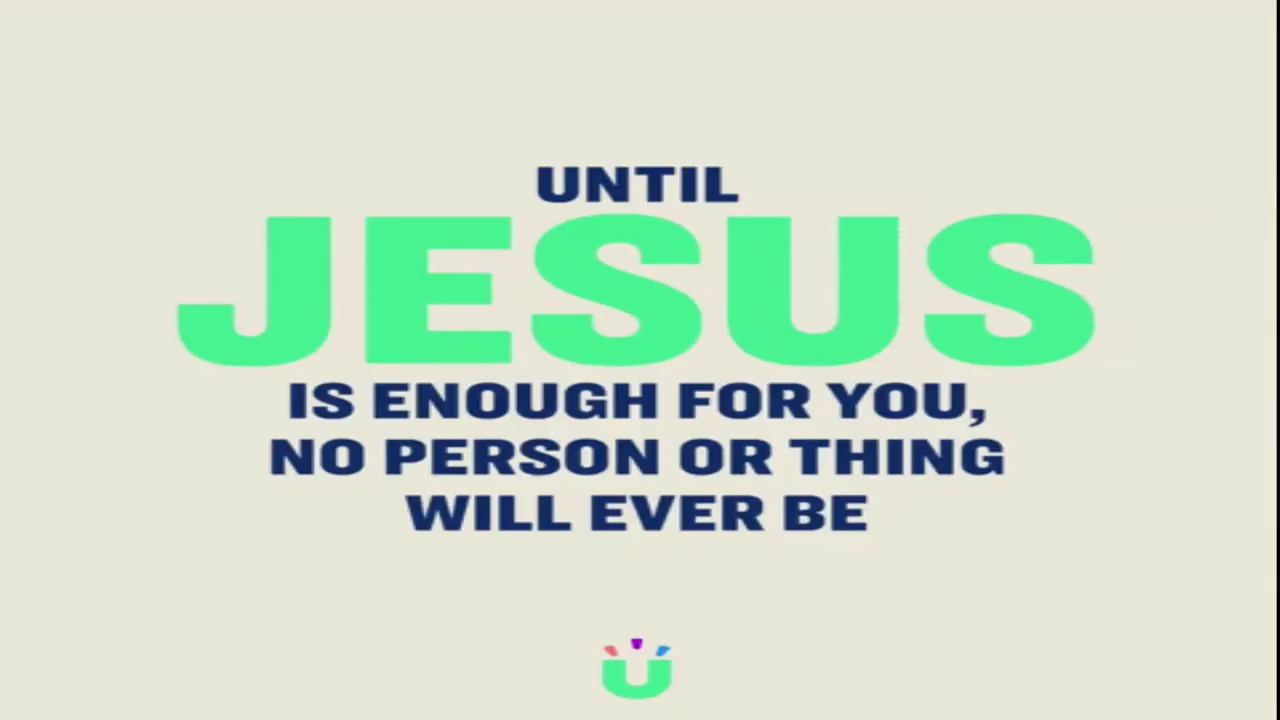 UNTIL
JESUS
IS ENOUGH FOR YOU,
NO PERSON OR THING
WILL EVER BE
U